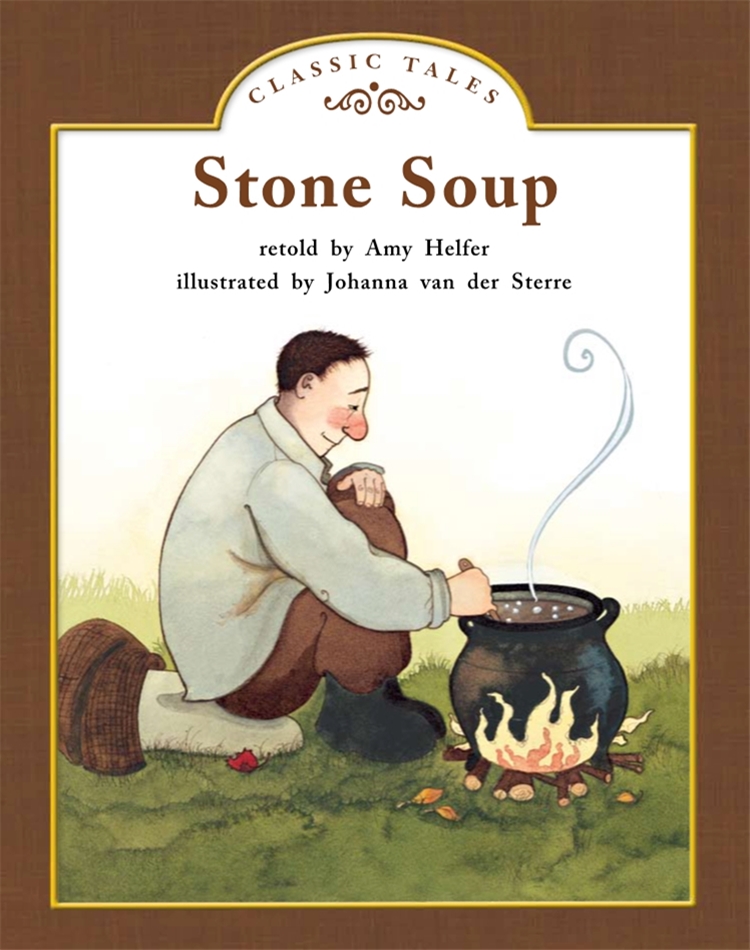 CLASSIC TALES
Stone Soup
retold by Amy Helfer
illustrated by Johanna van der Sterre